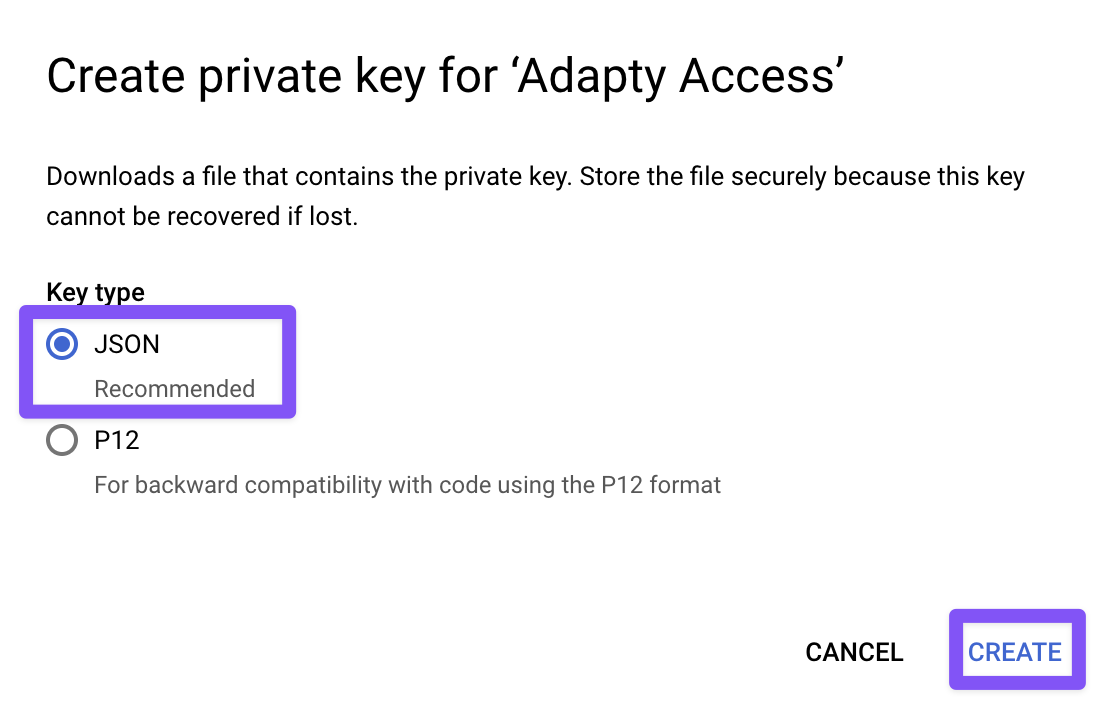 Create private key for ‘Adapty Access’
Downloads a file that contains the private key. Store the file securely because this key
cannot be recovered if lost.
Key type
JSON
Recommended
P12
For backward compatibility with code using the P12 format
CANCEL
CREATE